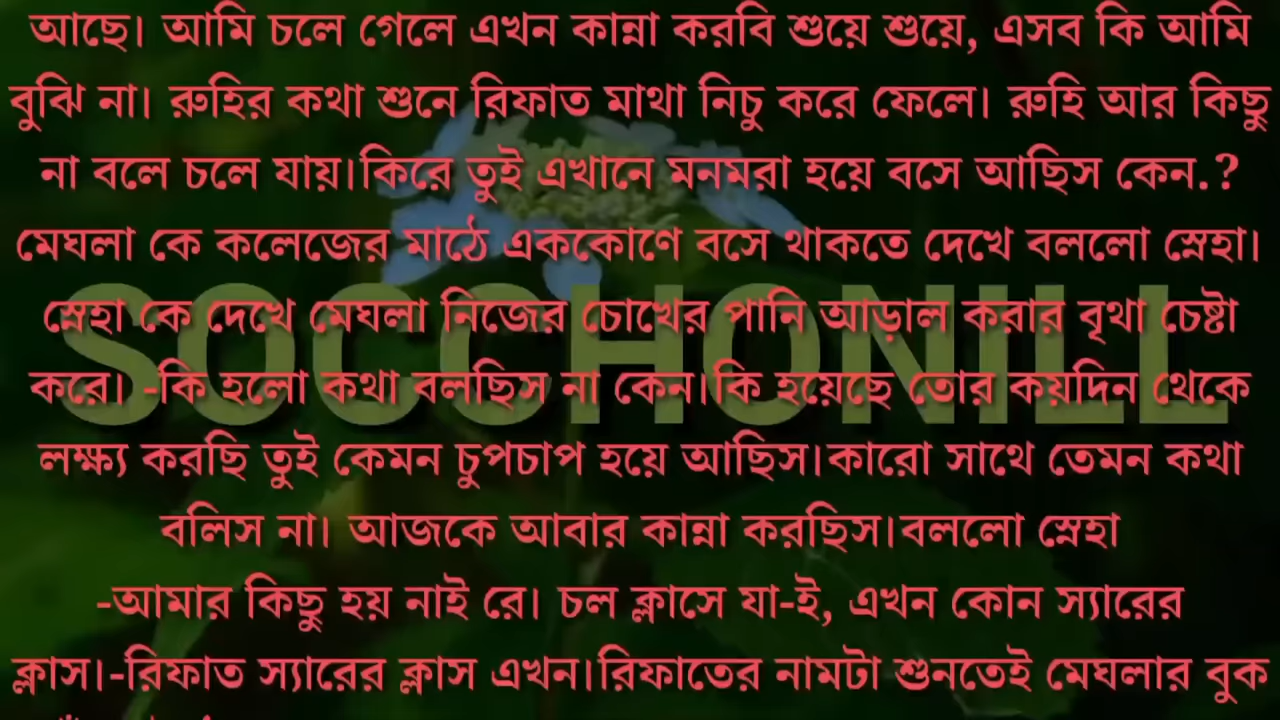 আছে। আমি চলে গেলে এখন কান্না করবি শুয়ে শুয়ে, এসব কি আমি
বুঝি না। রুহির কথা শুনে রিফাত মাথা নিচু করে ফেলে। রুহি আর কিছু
না বলে চলে যায়।কিরে তুই এখানে মনমরা হয়ে বসে আছিস কেন.?
মেঘলা কে কলেজের মাঠে এককোণে বসে থাকতে দেখে বললো স্নেহা।
SOCCHONILL
স্নেহা কে দেখে মেঘলা নিজের চোখের পানি আড়াল করার বৃথা চেষ্টা
করে। -কি হলো কথা বলছিস না কেন।কি হয়েছে তোর কয়দিন থেকে
লক্ষ্য করছি তুই কেমন চুপচাপ হয়ে আছিস।কারো সাথে তেমন কথা
বলিস না। আজকে আবার কান্না করছিস।বললো স্নেহা
-আমার কিছু হয় নাই রে। চল ক্লাসে যা-ই, এখন কোন স্যারের
ক্লাস।-রিফাত স্যারের ক্লাস এখন।রিফাতের নামটা শুনতেই মেঘলার বুক